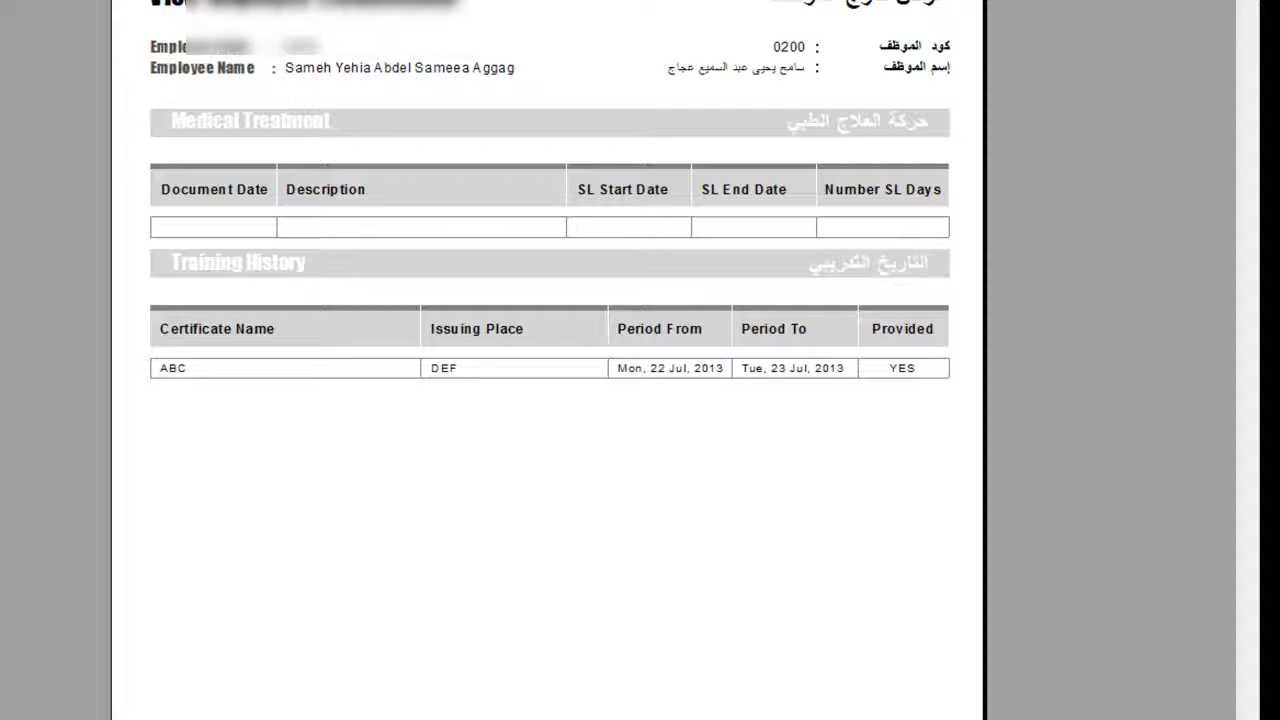 Employee Name : Sameh Yehia Abdel Sameea Aggag
كود الموظف : 0200
إسم الموظف : سامح يحيى عبد السميع عجاج
Medical Treatment حركة العلاج الطبي
Document Date Description SL Start Date SL End Date Number SL Days
Training History التاريخ التدريبي
Certificate Name Issuing Place Period From Period To Provided
ABC DEF Mon, 22 Jul, 2013 Tue, 23 Jul, 2013 YES